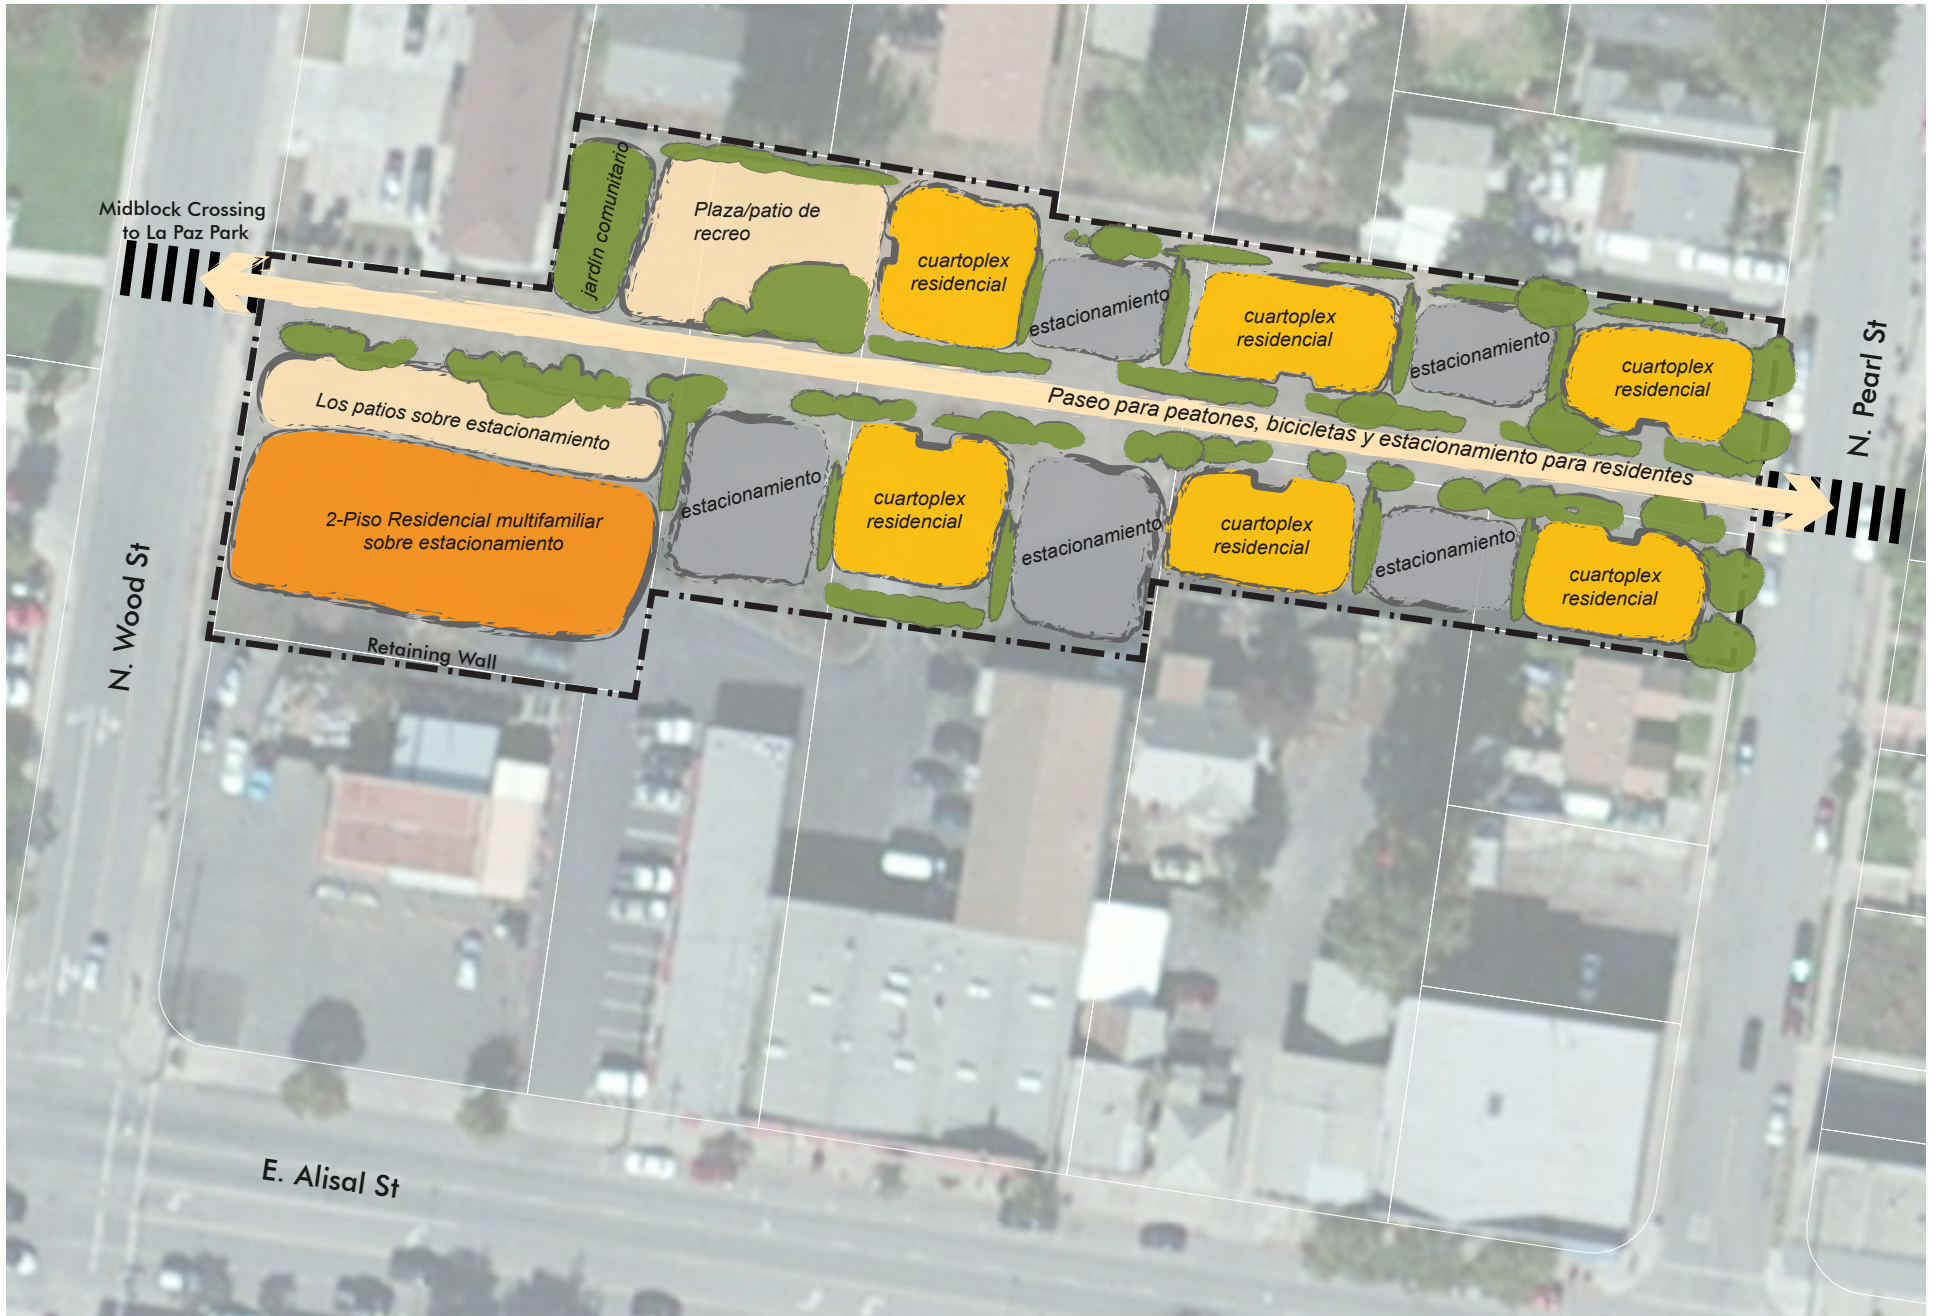 Midblock Crossing
to La Paz Park
jardín comunitario
Plaza/patio de
recreo
cuartoplex
residencial
estacionamiento
cuartoplex
residencial
estacionamiento
cuartoplex
residencial
N. Pearl St
Paseo para peatones, bicicletas y estacionamiento para residentes
Los patios sobre estacionamiento
2-Piso Residencial multifamiliar
sobre estacionamiento
estacionamiento
cuartoplex
residencial
estacionamiento
cuartoplex
residencial
estacionamiento
cuartoplex
residencial
N. Wood St
Retaining Wall
E. Alisal St